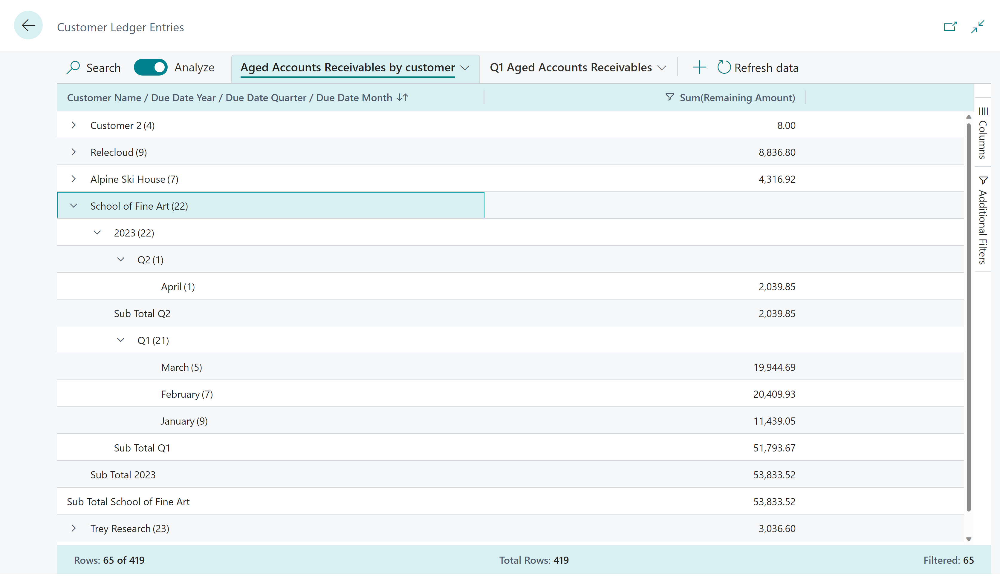 Customer Ledger Entries
Search Analyze Aged Accounts Receivables by customer Q1 Aged Accounts Receivables Refresh data
Customer Name / Due Date Year / Due Date Quarter / Due Date Month Sum(Remaining Amount)
Customer 2 (4) 8.00
Relecloud (9) 8,836.80
Alpine Ski House (7) 4,316.92
School of Fine Art (22)
2023 (22)
Q2 (1)
April (1) 2,039.85
Sub Total Q2 2,039.85
Q1 (21)
March (5) 19,944.69
February (7) 20,409.93
January (9) 11,439.05
Sub Total Q1 51,793.67
Sub Total 2023 53,833.52
Sub Total School of Fine Art 53,833.52
Trey Research (23) 3,036.60
Rows: 65 of 419 Total Rows: 419 Filtered: 65
Columns
Additional Filters